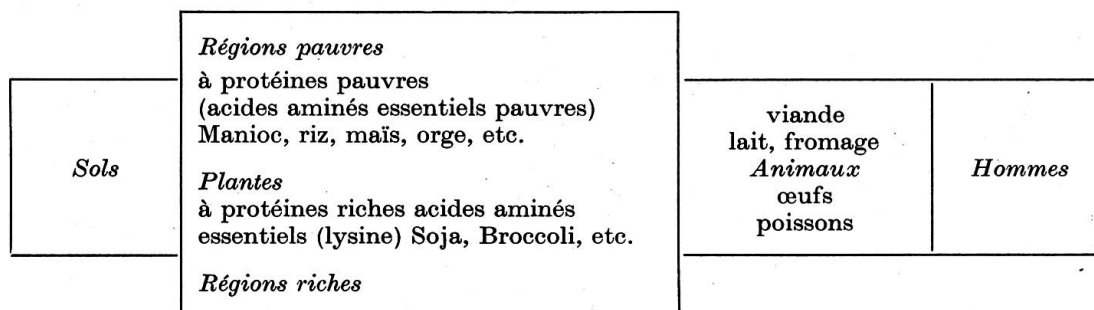 Sols
Régions pauvres
à protéines pauvres
(acides aminés essentiels pauvres)
Manioc, riz, maïs, orge, etc.
Plantes
à protéines riches acides aminés
essentiels (lysine) Soja, Broccoli, etc.
Régions riches
viande
lait, fromage
Animaux
œufs
poissons
Hommes